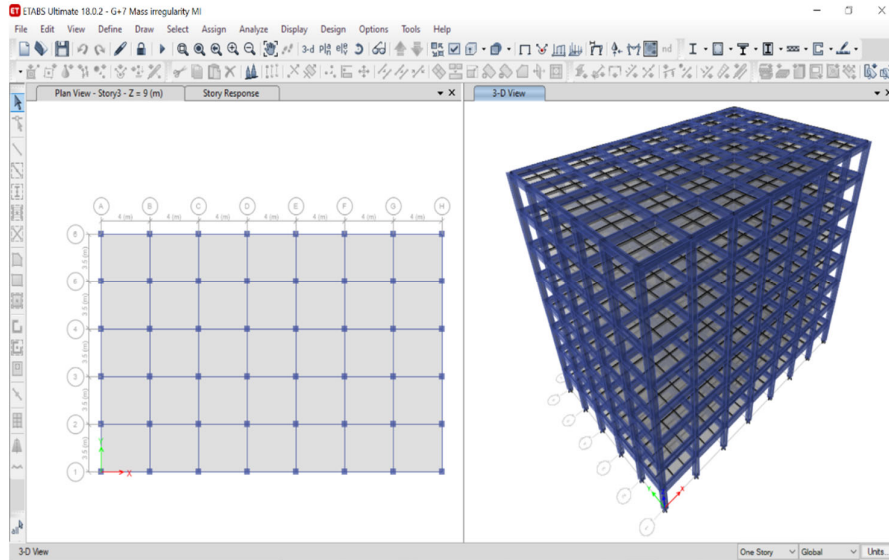 ETABS Ultimate 18.0.2 - G+7 Mass irregularity MI
File Edit View Define Draw Select Assign Analyze Display Design Options Tools Help
3-d plan elev nd
Plan View - Story3 - Z = 9 (m) Story Response
3-D View
A B C D E F G H
4 (m) 4 (m) 4 (m) 4 (m) 4 (m) 4 (m) 4 (m)
3.5 (m)
3.5 (m)
4
3.5 (m)
3
3.5 (m)
2
3.5 (m)
1
Y
X
Y X
all
3-D View One Story Global Units...